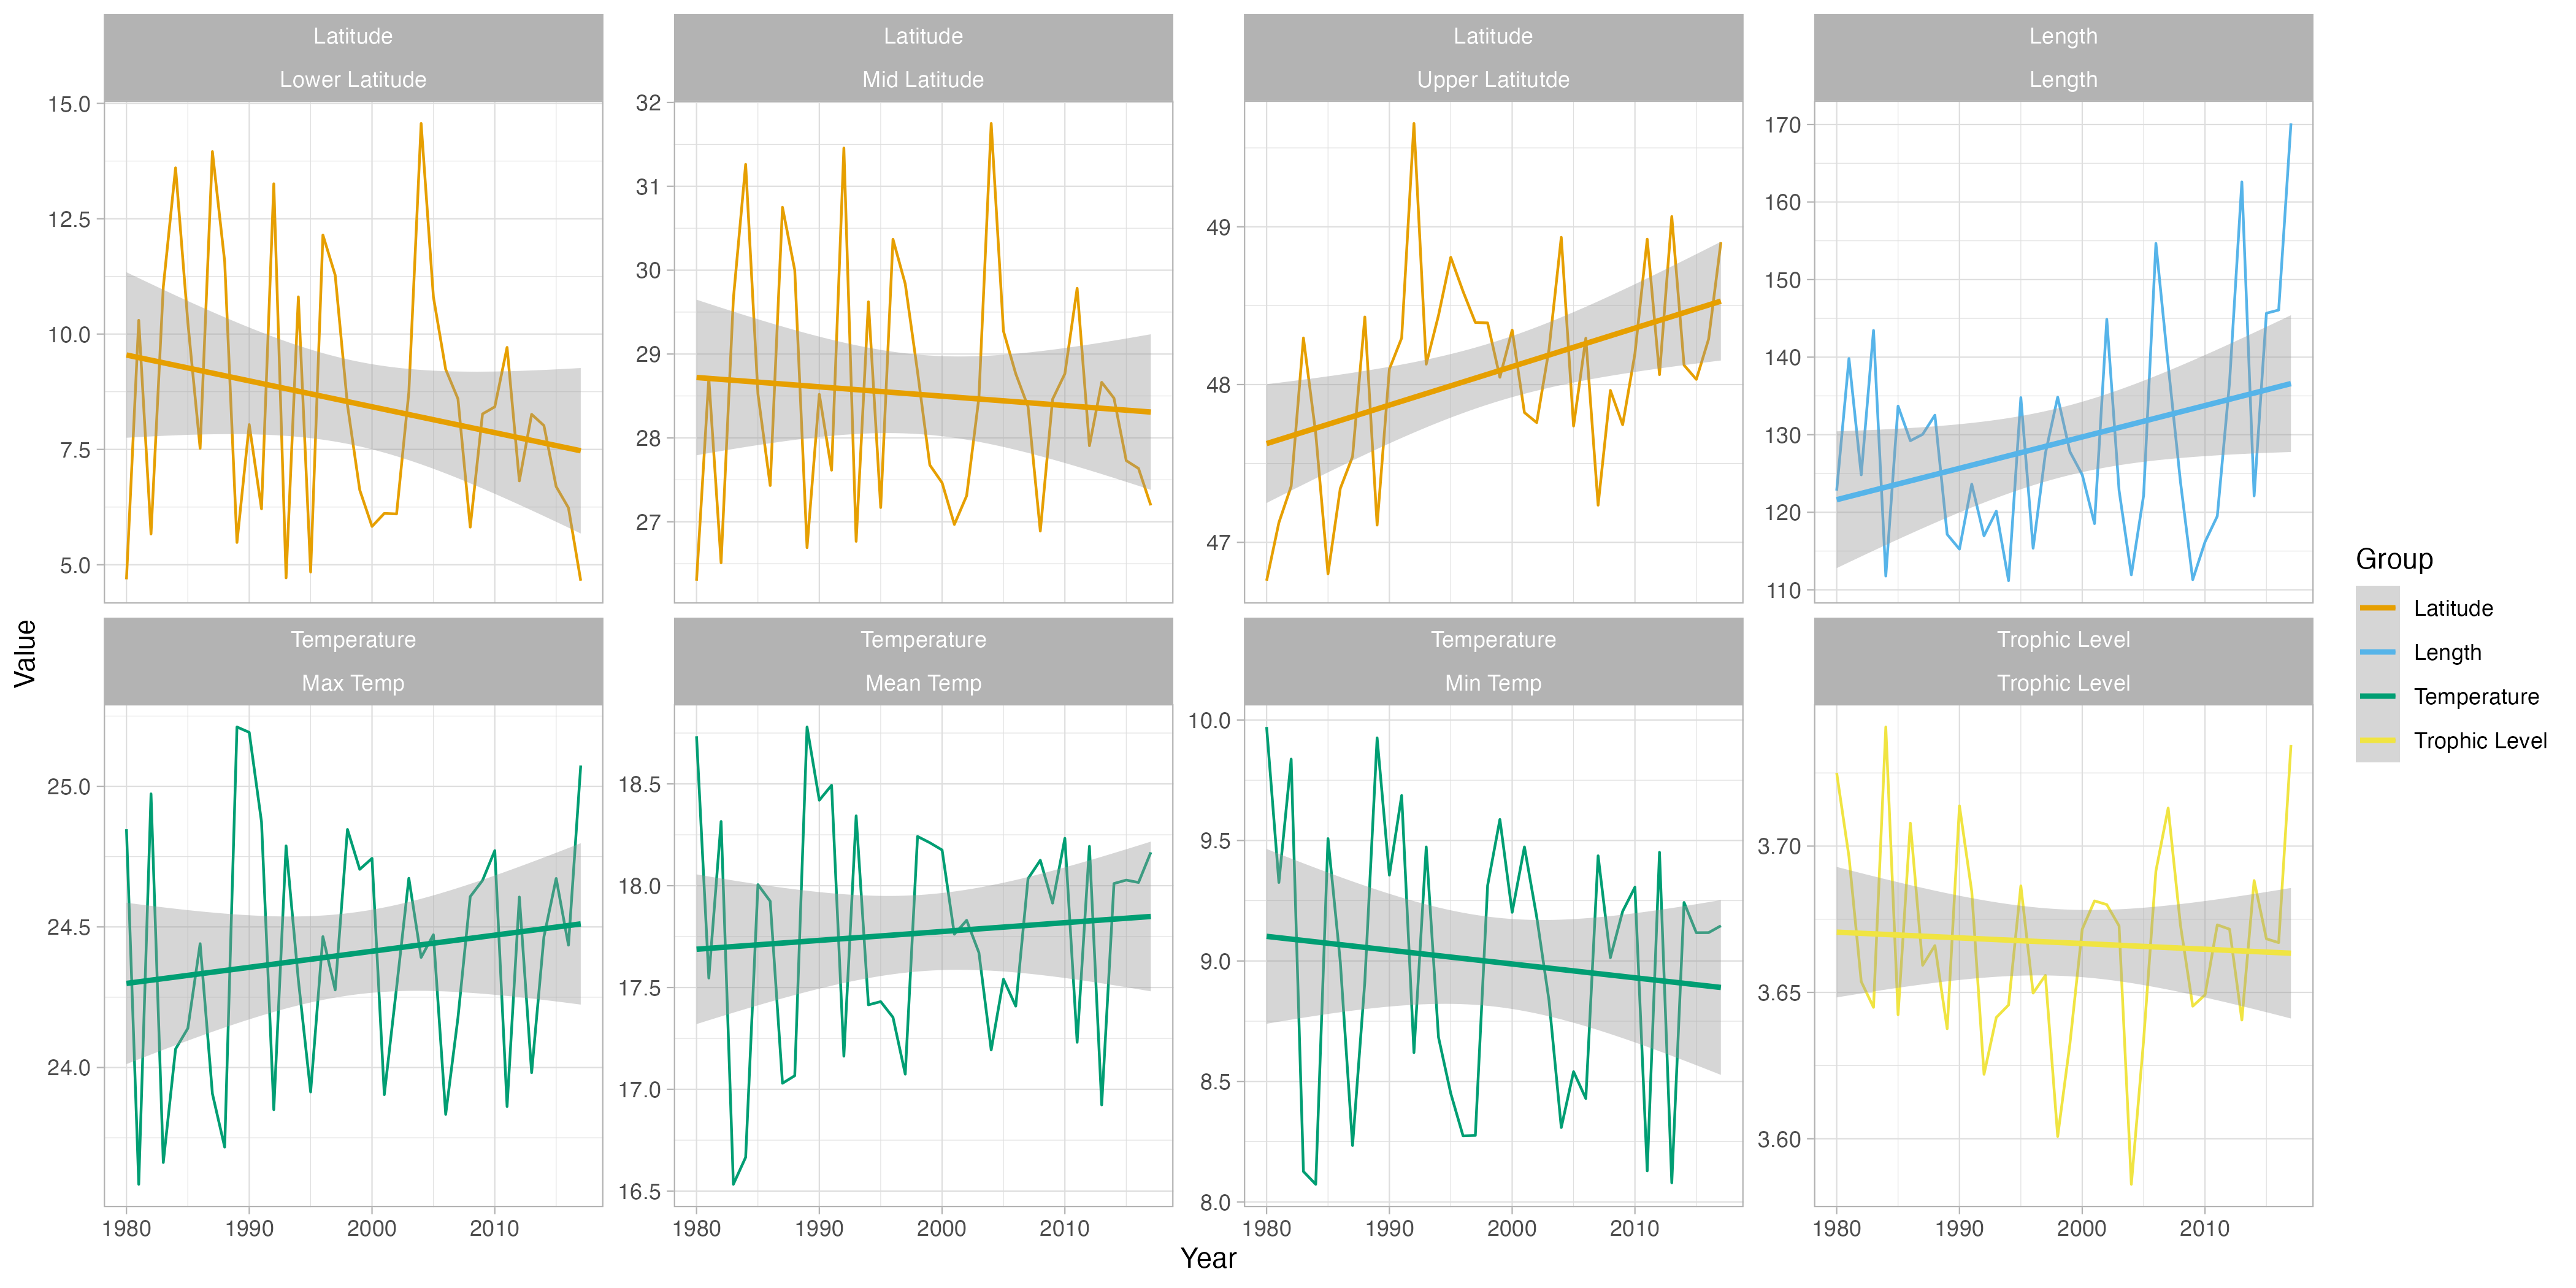 Latitude
Lower Latitude
Latitude
Mid Latitude
Latitude
Upper Latitutde
Length
Length
15.0
12.5
10.0
7.5
5.0
32
31
30
29
28
27
49
48
47
170
160
150
140
130
120
110
Temperature
Max Temp
Temperature
Mean Temp
Temperature
Min Temp
Trophic Level
Trophic Level
25.0
24.5
24.0
18.5
18.0
17.5
17.0
16.5
10.0
9.5
9.0
8.5
8.0
3.70
3.65
3.60
1980 1990 2000 2010
1980 1990 2000 2010
1980 1990 2000 2010
1980 1990 2000 2010
Year
Value
Group
Latitude
Length
Temperature
Trophic Level